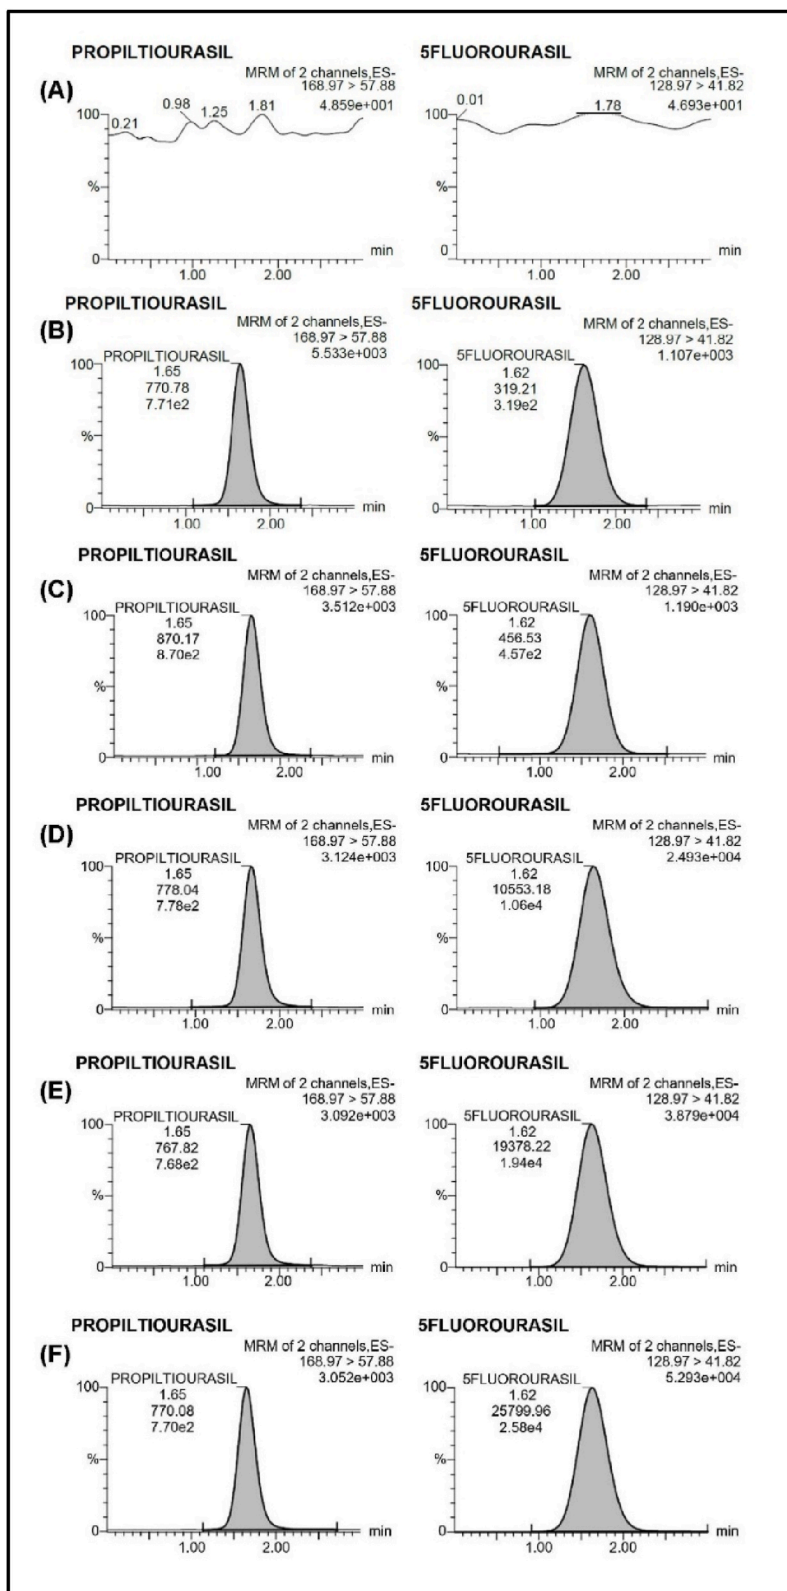 PROPILTIOURASIL
(A)
MRM of 2 channels,ES-
168.97 > 57.88
4.859e+001
100
0.21
0.98
1.25
1.81
%
0
1.00
2.00
min
5FLUOROURASIL
MRM of 2 channels,ES-
128.97 > 41.82
4.693e+001
0.01
100
1.78
%
0
1.00
2.00
min
PROPILTIOURASIL
(B)
MRM of 2 channels,ES-
168.97 > 57.88
5.533e+003
100
PROPILTIOURASIL
1.65
770.78
7.71e2
%
0
1.00
2.00
min
5FLUOROURASIL
MRM of 2 channels,ES-
128.97 > 41.82
1.107e+003
100
5FLUOROURASIL
1.62
319.21
3.19e2
%
0
1.00
2.00
min
PROPILTIOURASIL
(C)
MRM of 2 channels,ES-
168.97 > 57.88
3.512e+003
100
PROPILTIOURASIL
1.65
870.17
8.70e2
%
0
1.00
2.00
min
5FLUOROURASIL
MRM of 2 channels,ES-
128.97 > 41.82
1.190e+003
100
5FLUOROURASIL
1.62
456.53
4.57e2
%
0
1.00
2.00
min
PROPILTIOURASIL
(D)
MRM of 2 channels,ES-
168.97 > 57.88
3.124e+003
100
PROPILTIOURASIL
1.65
778.04
7.78e2
%
0
1.00
2.00
min
5FLUOROURASIL
MRM of 2 channels,ES-
128.97 > 41.82
2.493e+004
100
5FLUOROURASIL
1.62
10553.18
1.06e4
%
0
1.00
2.00
min
PROPILTIOURASIL
(E)
MRM of 2 channels,ES-
168.97 > 57.88
3.092e+003
100
PROPILTIOURASIL
1.65
767.82
7.68e2
%
0
1.00
2.00
min
5FLUOROURASIL
MRM of 2 channels,ES-
128.97 > 41.82
3.879e+004
100
5FLUOROURASIL
1.62
19378.22
1.94e4
%
0
1.00
2.00
min
PROPILTIOURASIL
(F)
MRM of 2 channels,ES-
168.97 > 57.88
3.052e+003
100
PROPILTIOURASIL
1.65
770.08
7.70e2
%
0
1.00
2.00
min
5FLUOROURASIL
MRM of 2 channels,ES-
128.97 > 41.82
5.293e+004
100
5FLUOROURASIL
1.62
25799.96
2.58e4
%
0
1.00
2.00
min